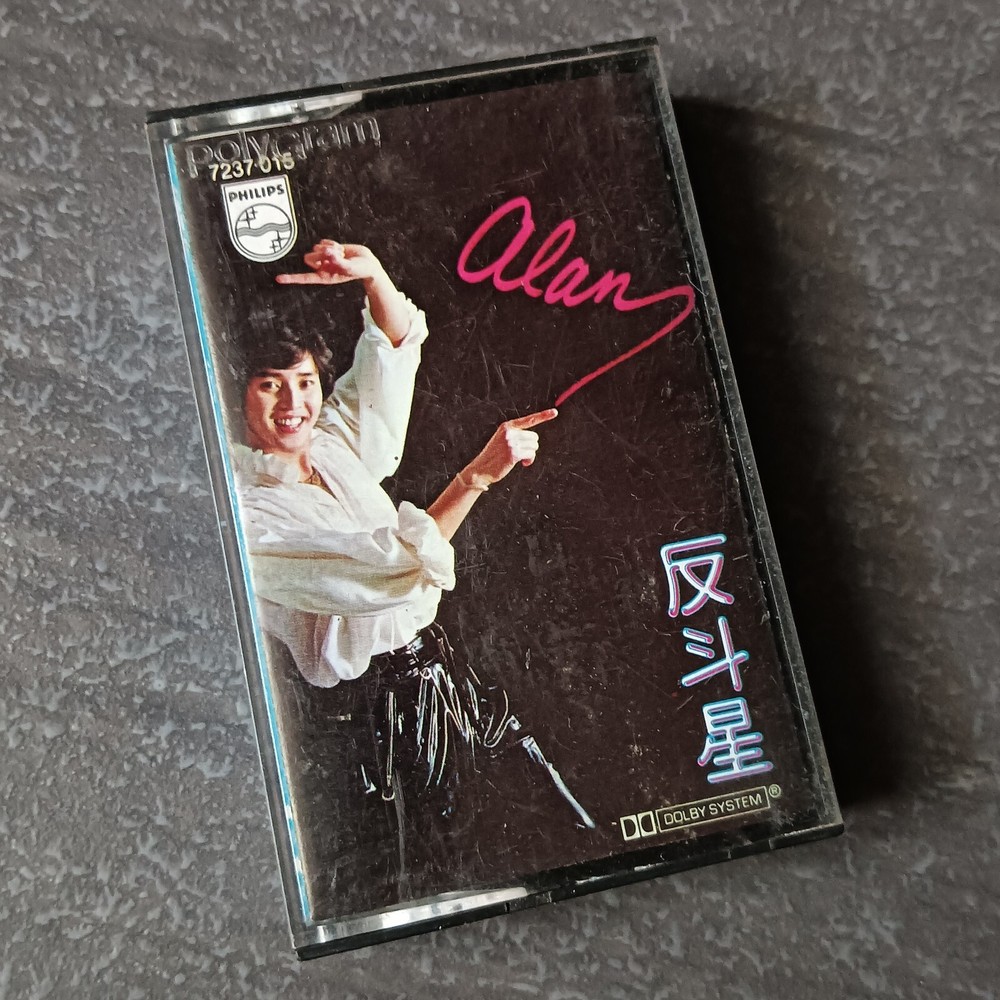 polygram
7237 015
PHILIPS
alan
反斗星
DOLBY SYSTEM®